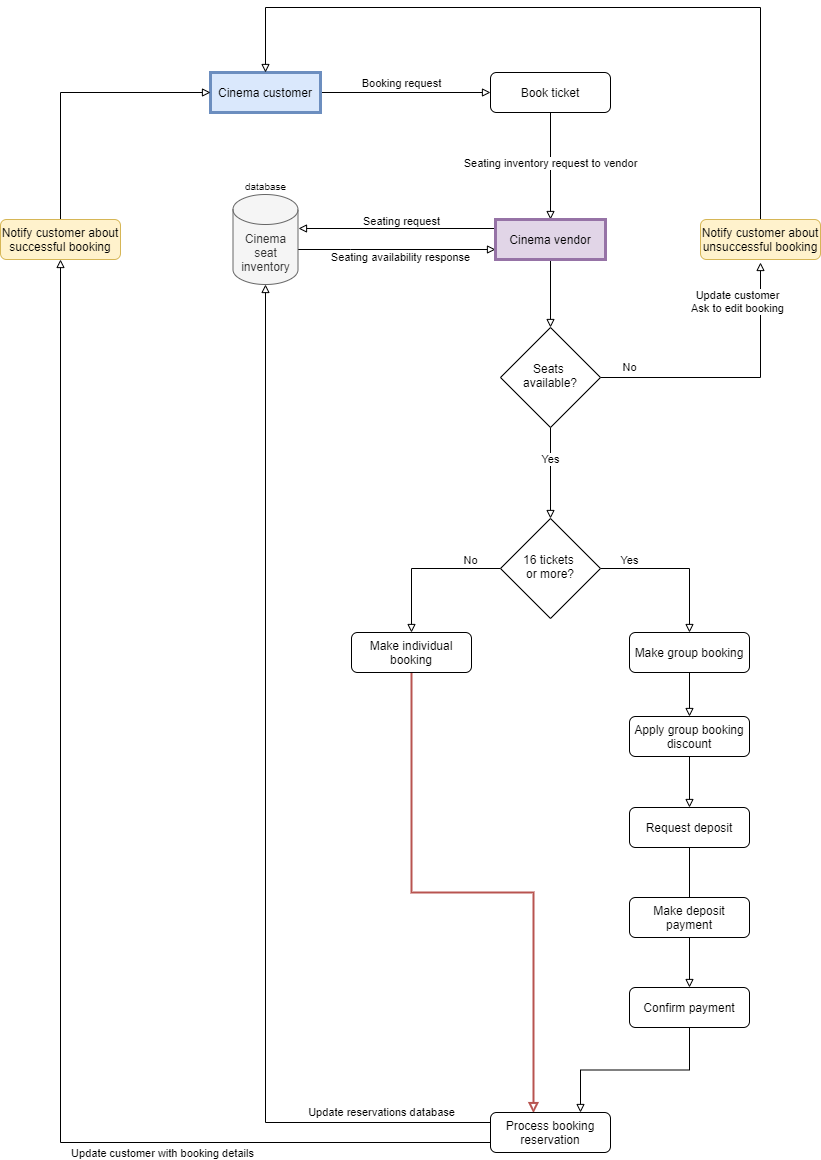 Cinema customer
Booking request
Book ticket
Seating inventory request to vendor
database
Cinema
seat
inventory
Seating request
Seating availability response
Cinema vendor
Notify customer about
successful booking
Notify customer about
unsuccessful booking
Update customer
Ask to edit booking
Seats
available?
No
Yes
16 tickets
or more?
No
Yes
Make individual
booking
Make group booking
Apply group booking
discount
Request deposit
Make deposit
payment
Confirm payment
Update reservations database
Process booking
reservation
Update customer with booking details